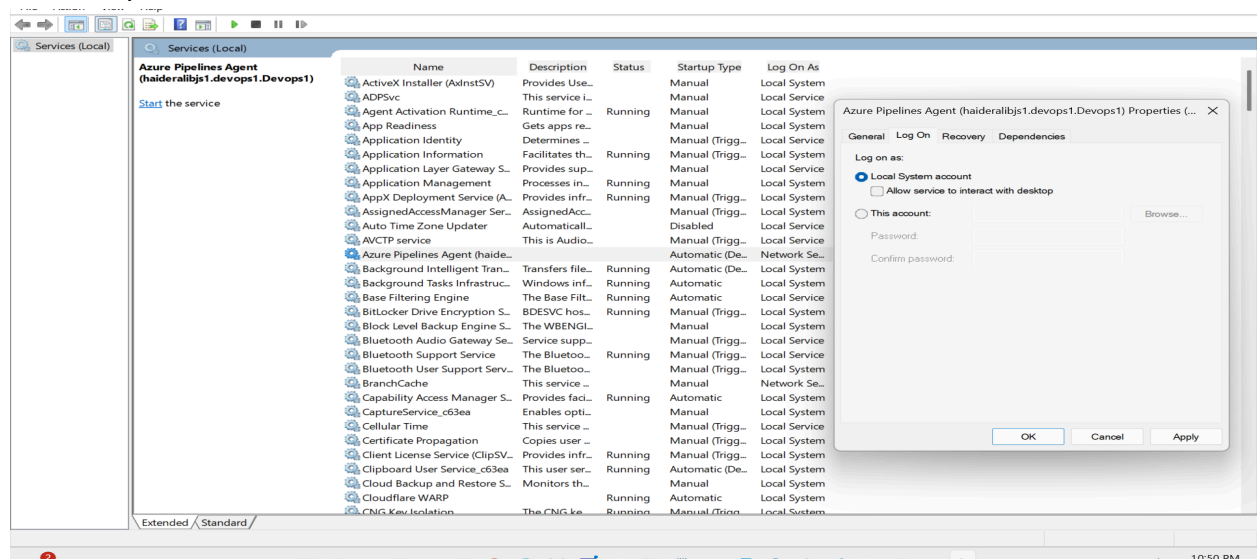 Services (Local)
Services (Local)
Azure Pipelines Agent
(haideralibjs1.devops1.Devops1)
Start the service
Name Description Status Startup Type Log On As
ActiveX Installer (AxInstSV) Provides Use... Manual Local System
ADPSvc This service i... Manual Local Service
Agent Activation Runtime_c... Runtime for ... Running Manual Local System
App Readiness Gets apps re... Manual Local System
Application Identity Determines ... Manual (Trigg... Local Service
Application Information Facilitates th... Running Manual (Trigg... Local System
Application Layer Gateway S... Provides sup... Manual Local Service
Application Management Processes in... Running Manual Local System
AppX Deployment Service (A... Provides infr... Running Manual (Trigg... Local System
AssignedAccessManager Ser... AssignedAcc... Manual (Trigg... Local System
Auto Time Zone Updater Automaticall... Disabled Local Service
AVCTP service This is Audio... Manual (Trigg... Local Service
Azure Pipelines Agent (haide... Automatic (De... Network Se...
Background Intelligent Tran... Transfers file... Running Automatic (De... Local System
Background Tasks Infrastruc... Windows inf... Running Automatic Local System
Base Filtering Engine The Base Filt... Running Automatic Local Service
BitLocker Drive Encryption S... BDESVC hos... Running Manual (Trigg... Local System
Block Level Backup Engine S... The WBENGI... Manual Local System
Bluetooth Audio Gateway Se... Service supp... Manual (Trigg... Local Service
Bluetooth Support Service The Bluetoo... Running Manual (Trigg... Local Service
Bluetooth User Support Serv... The Bluetoo... Manual (Trigg... Local System
BranchCache This service ... Manual Network Se...
Capability Access Manager S... Provides faci... Running Automatic Local System
CaptureService_c63ea Enables opti... Manual Local System
Cellular Time This service ... Manual (Trigg... Local Service
Certificate Propagation Copies user ... Manual (Trigg... Local System
Client License Service (ClipSV... Provides infr... Running Manual (Trigg... Local System
Clipboard User Service_c63ea This user ser... Running Automatic (De... Local System
Cloud Backup and Restore S... Monitors th... Manual Local System
Cloudflare WARP Running Automatic Local System
CNG Key Isolation The CNG ke... Running Manual (Trigg... Local System
Extended Standard
Azure Pipelines Agent (haideralibjs1.devops1.Devops1) Properties (...
General Log On Recovery Dependencies
Log on as:
Local System account
Allow service to interact with desktop
This account: Browse...
Password:
Confirm password:
OK Cancel Apply
2
10:50 PM